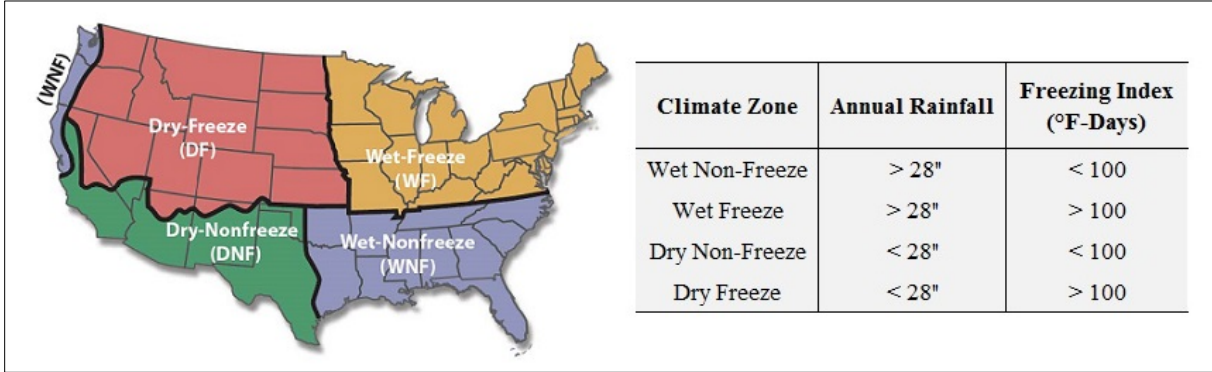 (WNF)
Dry-Freeze
(DF)
Wet-Freeze
(WF)
Dry-Nonfreeze
(DNF)
Wet-Nonfreeze
(WNF)
Climate Zone Annual Rainfall Freezing Index
(°F-Days)
Wet Non-Freeze > 28" < 100
Wet Freeze > 28" > 100
Dry Non-Freeze < 28" < 100
Dry Freeze < 28" > 100